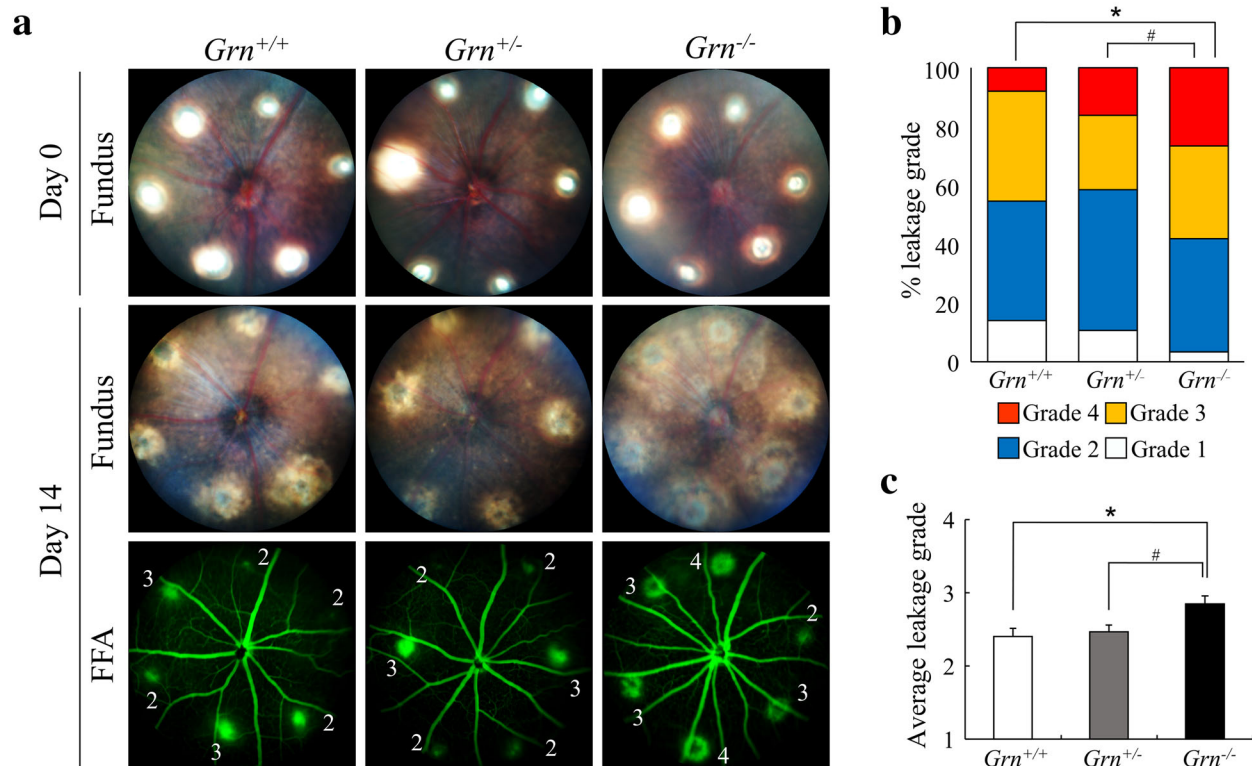 a
Grn+/+ Grn+/- Grn-/-
Day 0
Fundus
Day 14
Fundus
FFA
2
3
2
2
2
3
2
2
2
3
3
2
2
4
3
2
3
3
4
b
*
#
100
80
60
40
20
0
% leakage grade
Grn+/+ Grn+/- Grn-/-
Grade 4 Grade 3
Grade 2 Grade 1
c
*
#
4
3
2
1
Average leakage grade
Grn+/+ Grn+/- Grn-/-